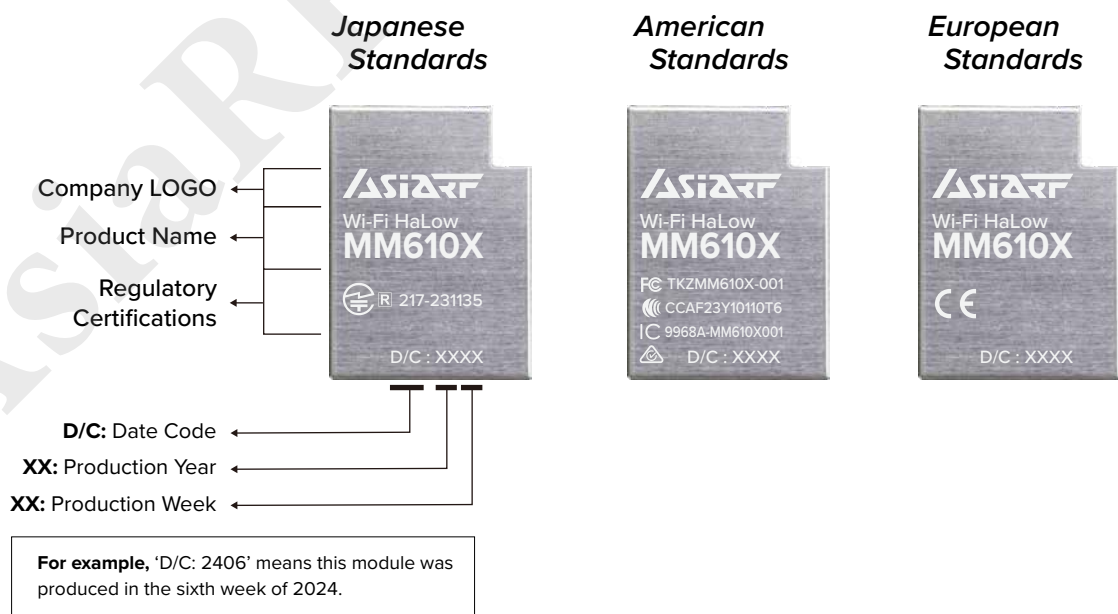 Japanese
Standards
American
Standards
European
Standards
Company LOGO
Product Name
Regulatory
Certifications
ASiARF
Wi-Fi HaLow
MM610X
R 217-231135
D/C : XXXX
ASiARF
Wi-Fi HaLow
MM610X
FC TKZMM610X-001
CCAF23Y10110T6
IC 9968A-MM610X001
D/C : XXXX
ASiARF
Wi-Fi HaLow
MM610X
CE
D/C : XXXX
D/C: Date Code
XX: Production Year
XX: Production Week
For example, ‘D/C: 2406’ means this module was
produced in the sixth week of 2024.
AsiaRF